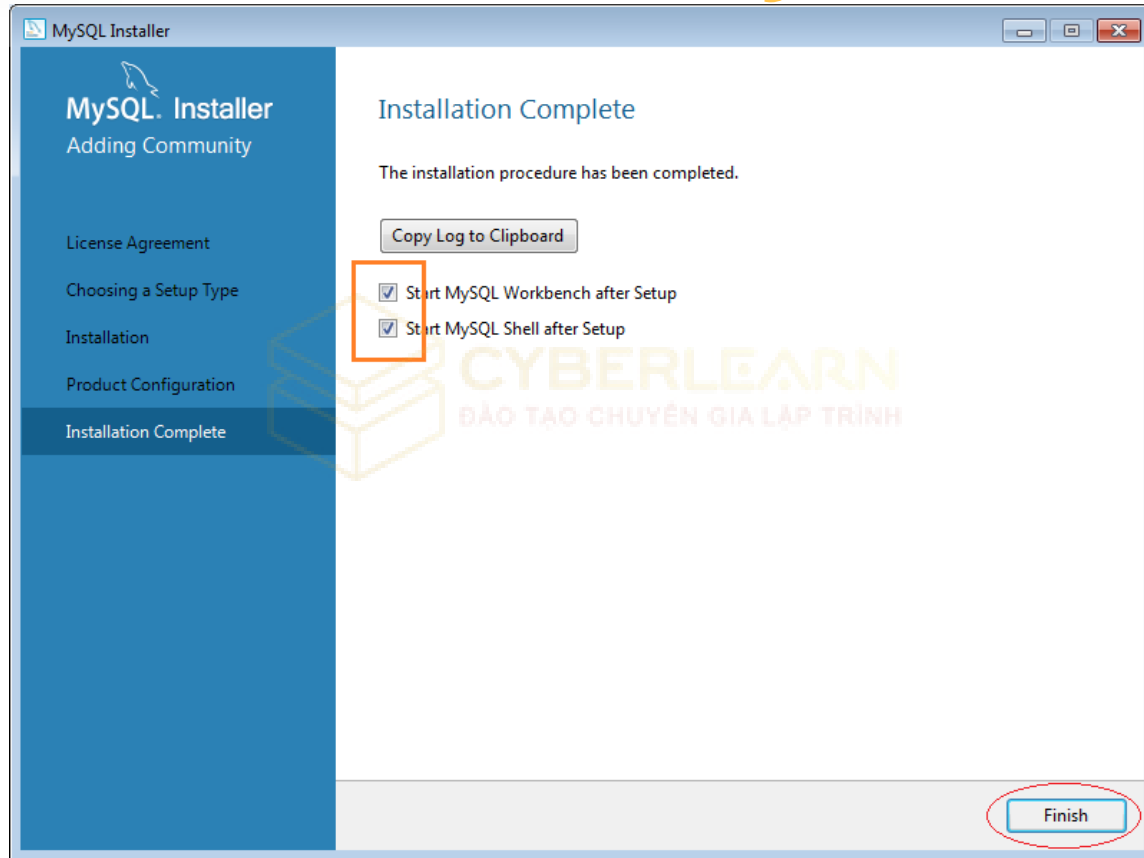 MySQL Installer
MySQL. Installer
Adding Community
License Agreement
Choosing a Setup Type
Installation
Product Configuration
Installation Complete
Installation Complete
The installation procedure has been completed.
Copy Log to Clipboard
Start MySQL Workbench after Setup
Start MySQL Shell after Setup
CYBERLEARN
ĐÀO TẠO CHUYÊN GIA LẬP TRÌNH
Finish